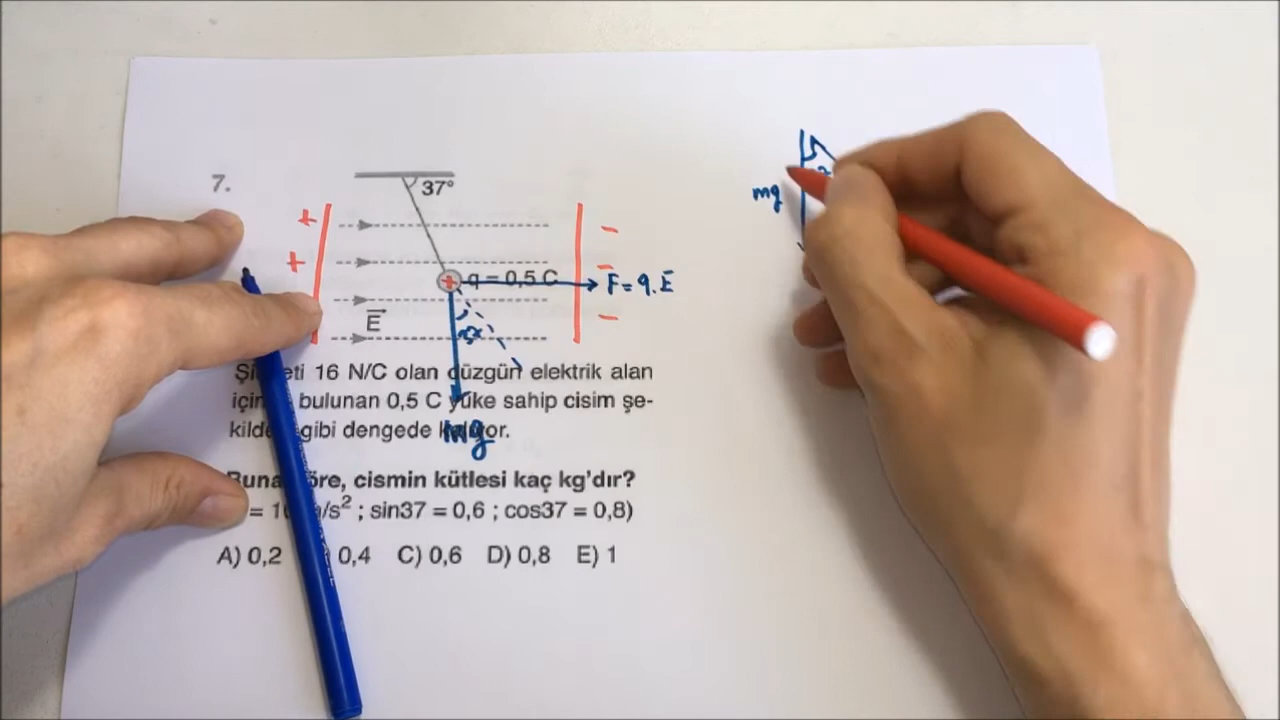 7.
37°
+ -
+ -
q = 0,5 C F = q.E
-
E
mg
eti 16 N/C olan düzgün elektrik alan
için bulunan 0,5 C yüke sahip cisim şe-
kilde gibi dengede
mg
Buna öre, cismin kütlesi kaç kg'dır?
= 10 /s² ; sin37 = 0,6 ; cos37 = 0,8)
A) 0,2 0,4 C) 0,6 D) 0,8 E) 1